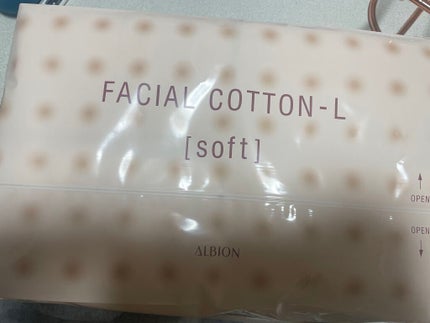 FACIAL COTTON-L
[soft]
↑
OPEN
OPEN
↓
ALBION